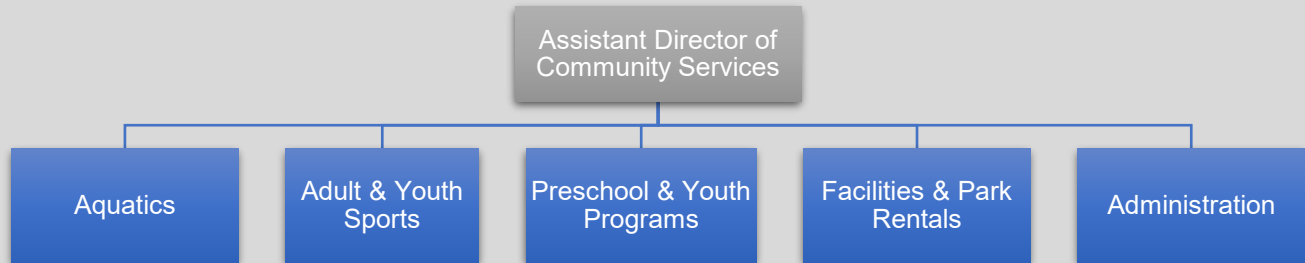 Assistant Director of
Community Services
Aquatics
Adult & Youth
Sports
Preschool & Youth
Programs
Facilities & Park
Rentals
Administration